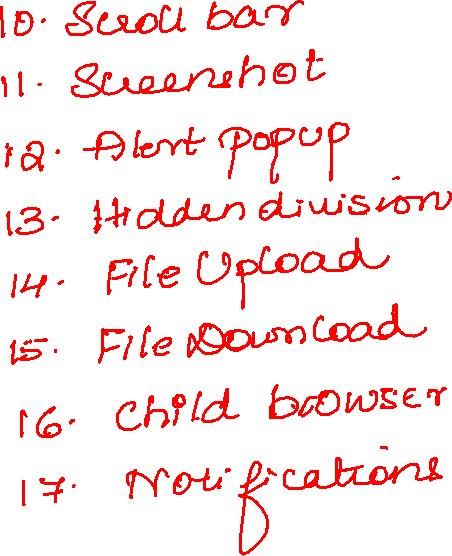 10. Scroll bar
11. Screenshot
12. Alert Popup
13. Hidden division
14. File Upload
15. File Download
16. Child browser
17. Notifications